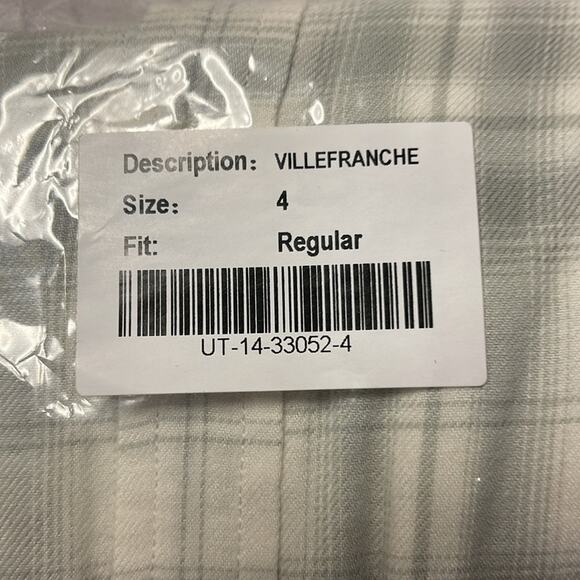 Description: VILLEFRANCHE
Size: 4
Fit: Regular
UT-14-33052-4